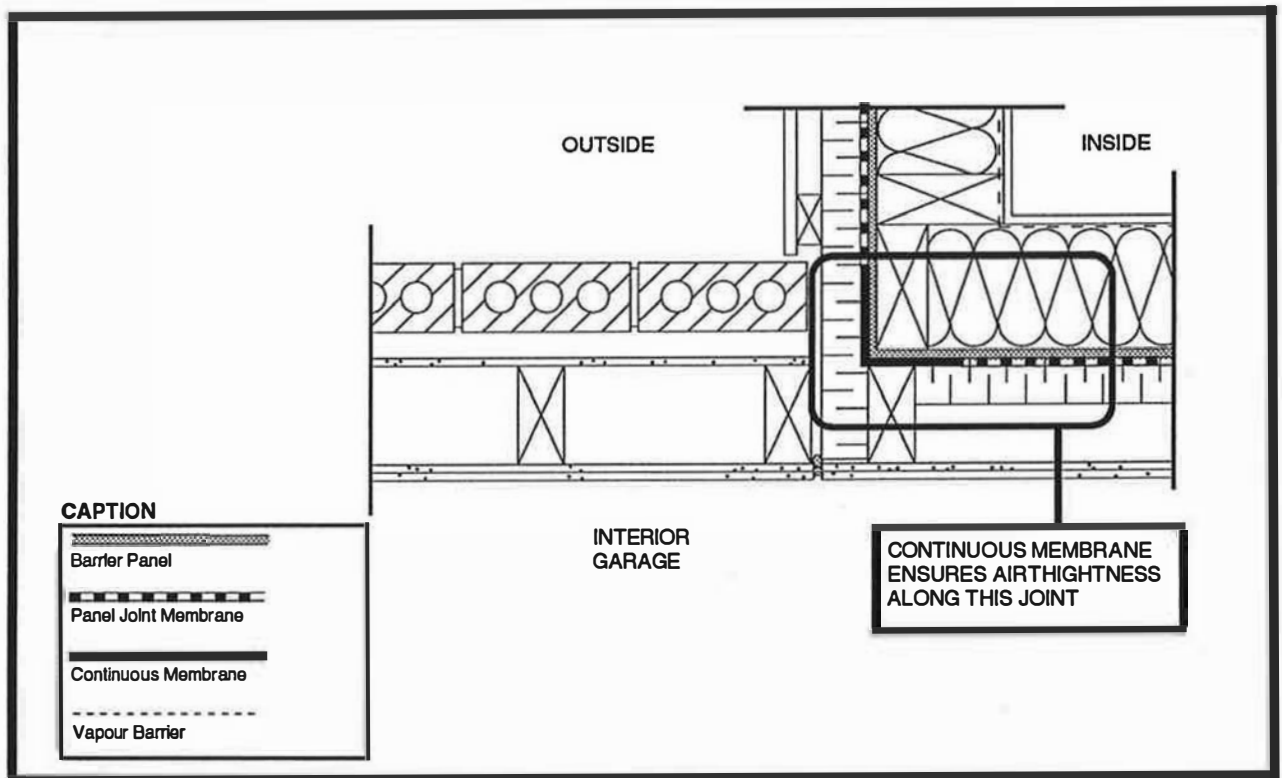 OUTSIDE
INSIDE
INTERIOR
GARAGE
CONTINUOUS MEMBRANE
ENSURES AIRTHIGHTNESS
ALONG THIS JOINT
CAPTION
Barrier Panel
Panel Joint Membrane
Continuous Membrane
Vapour Barrier